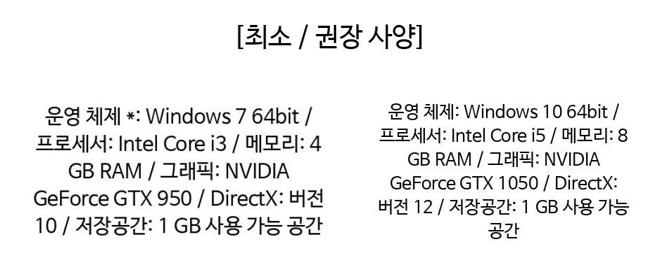 [최소 / 권장 사양]
운영 체제 *: Windows 7 64bit /
프로세서: Intel Core i3 / 메모리: 4
GB RAM / 그래픽: NVIDIA
GeForce GTX 950 / DirectX: 버전
10 / 저장공간: 1 GB 사용 가능 공간
운영 체제: Windows 10 64bit /
프로세서: Intel Core i5 / 메모리: 8
GB RAM / 그래픽: NVIDIA
GeForce GTX 1050 / DirectX:
버전 12 / 저장공간: 1 GB 사용 가능
공간